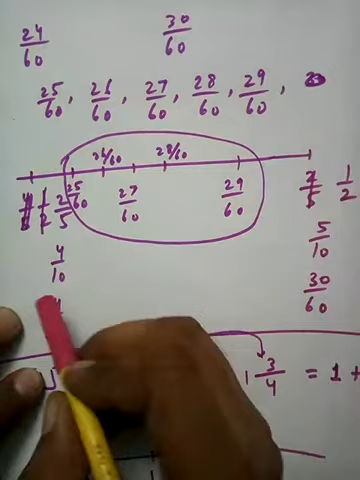 24/60 30/60
25/60, 26/60, 27/60, 28/60, 29/60,
26/60 28/60
2/5 25/60 27/60 29/60 1/2
4/10 5/10
30/60
1 3/4 = 1 +